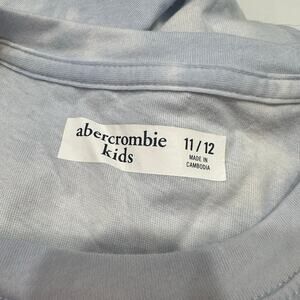 abercrombie
kids
11/12
MADE IN
CAMBODIA